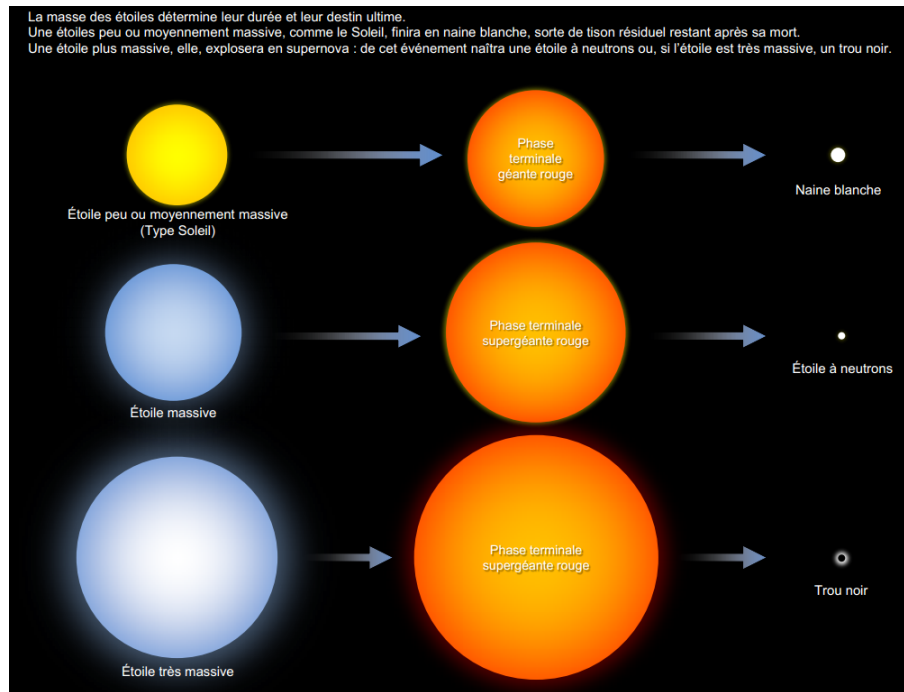 La masse des étoiles détermine leur durée et leur destin ultime.
Une étoiles peu ou moyennement massive, comme le Soleil, finira en naine blanche, sorte de tison résiduel restant après sa mort.
Une étoile plus massive, elle, explosera en supernova : de cet événement naîtra une étoile à neutrons ou, si l'étoile est très massive, un trou noir.
Phase
terminale
géante rouge
Naine blanche
Étoile peu ou moyennement massive
(Type Soleil)
Phase terminale
supergéante rouge
Étoile à neutrons
Étoile massive
Phase terminale
supergéante rouge
Trou noir
Étoile très massive